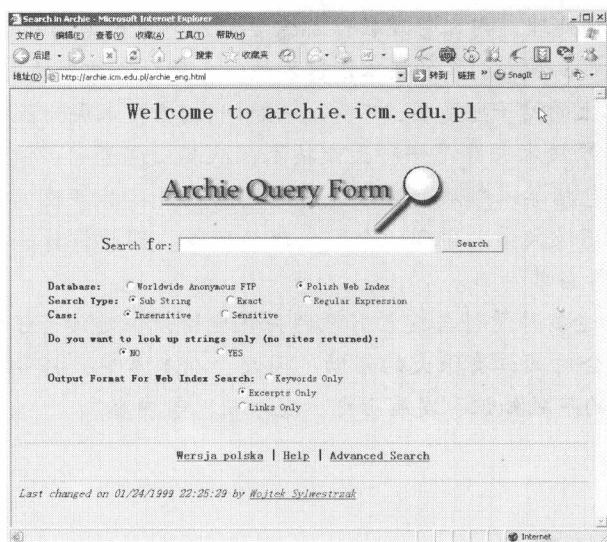 Search in Archie - Microsoft Internet Explorer
文件(F) 编辑(E) 查看(V) 收藏(A) 工具(T) 帮助(H)
后退 搜索 收藏夹
地址(D) http://archie.icm.edu.pl/archie_eng.html 转到 链接 » SnagIt
Welcome to archie.icm.edu.pl
Archie Query Form
Search for: Search
Database: Worldwide Anonymous FTP Polish Web Index
Search Type: Sub String Exact Regular Expression
Case: Insensitive Sensitive
Do you want to look up strings only (no sites returned):
NO YES
Output Format For Web Index Search: Keywords Only
Excerpts Only
Links Only
Wersja polska | Help | Advanced Search
Last changed on 01/24/1999 22:25:29 by Wojtek Sylwestrzak
Internet